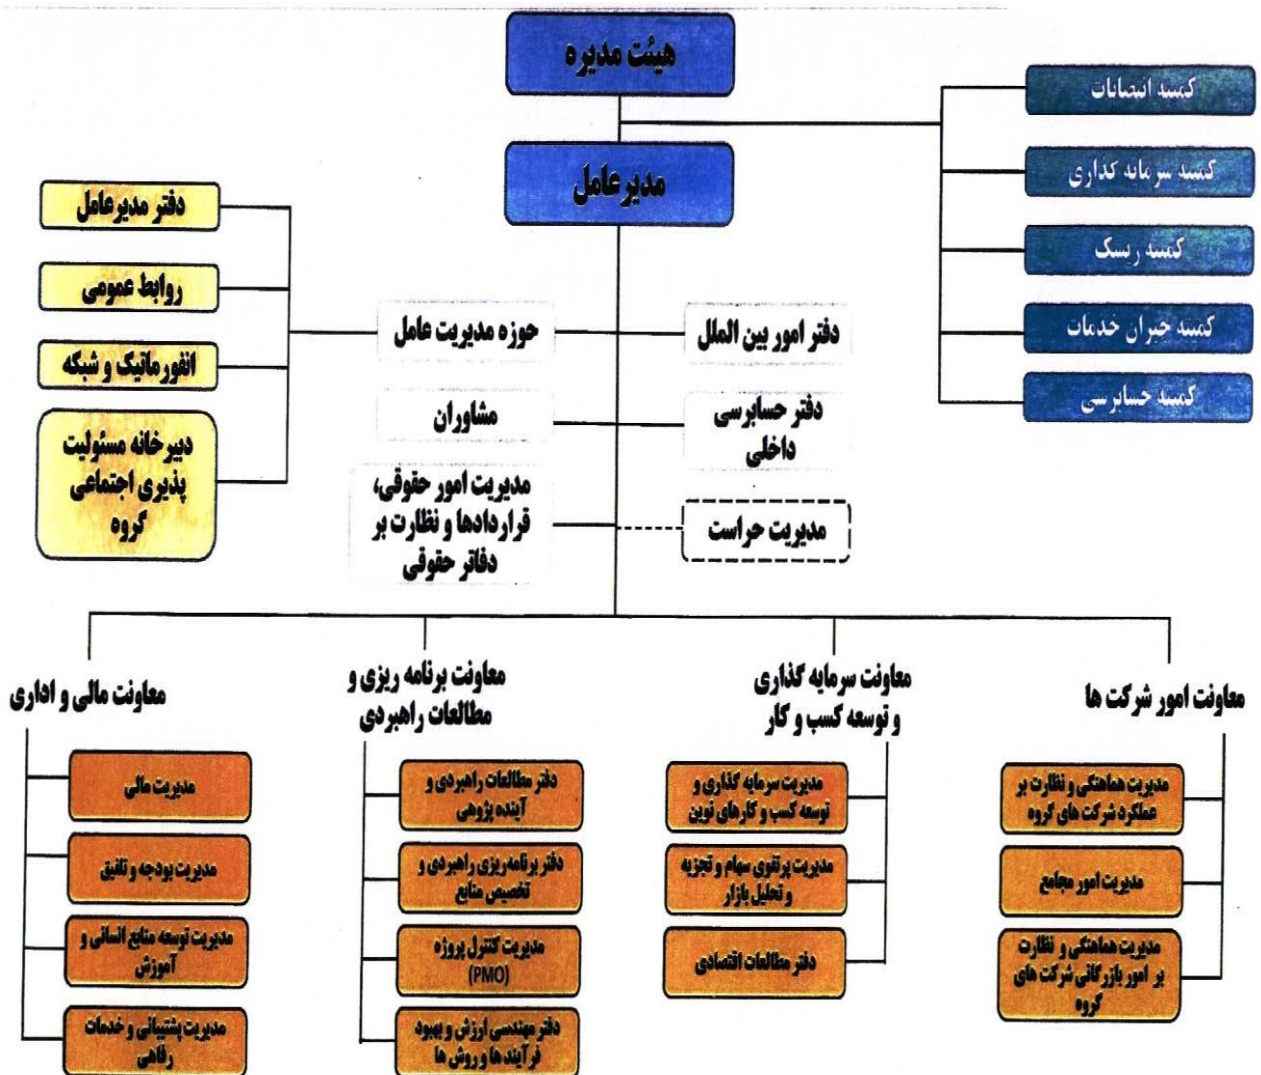 هیئت مدیره
مدیرعامل
کمیته انتصابات
کمیته سرمایه گذاری
کمیته ریسک
کمیته جبران خدمات
کمیته حسابرسی
دفتر مدیرعامل
روابط عمومی
انفورماتیک و شبکه
دبیرخانه مسئولیت
پذیری اجتماعی
گروه
دفتر امور بین الملل
حوزه مدیریت عامل
دفتر حسابرسی
داخلی
مشاوران
مدیریت حراست
مدیریت امور حقوقی،
قراردادها و نظارت بر
دفاتر حقوقی
معاونت امور شرکت ها
مدیریت هماهنگی و نظارت بر
عملکرد شرکت های گروه
مدیریت امور مجامع
مدیریت هماهنگی و نظارت
بر امور بازرگانی شرکت های
گروه
معاونت سرمایه گذاری
و توسعه کسب و کار
مدیریت سرمایه گذاری و
توسعه کسب و کارهای نوین
مدیریت پرتفوی سهام و تجزیه
و تحلیل بازار
دفتر مطالعات اقتصادی
معاونت برنامه ریزی و
مطالعات راهبردی
دفتر مطالعات راهبردی و
آینده پژوهی
دفتر برنامه ریزی راهبردی و
تخصیص منابع
مدیریت کنترل پروژه
(PMO)
دفتر مهندسی ارزش و بهبود
فرآیندها و روش ها
معاونت مالی و اداری
مدیریت مالی
مدیریت بودجه و تلفیق
مدیریت توسعه منابع انسانی و
آموزش
مدیریت پشتیبانی و خدمات
رفاهی